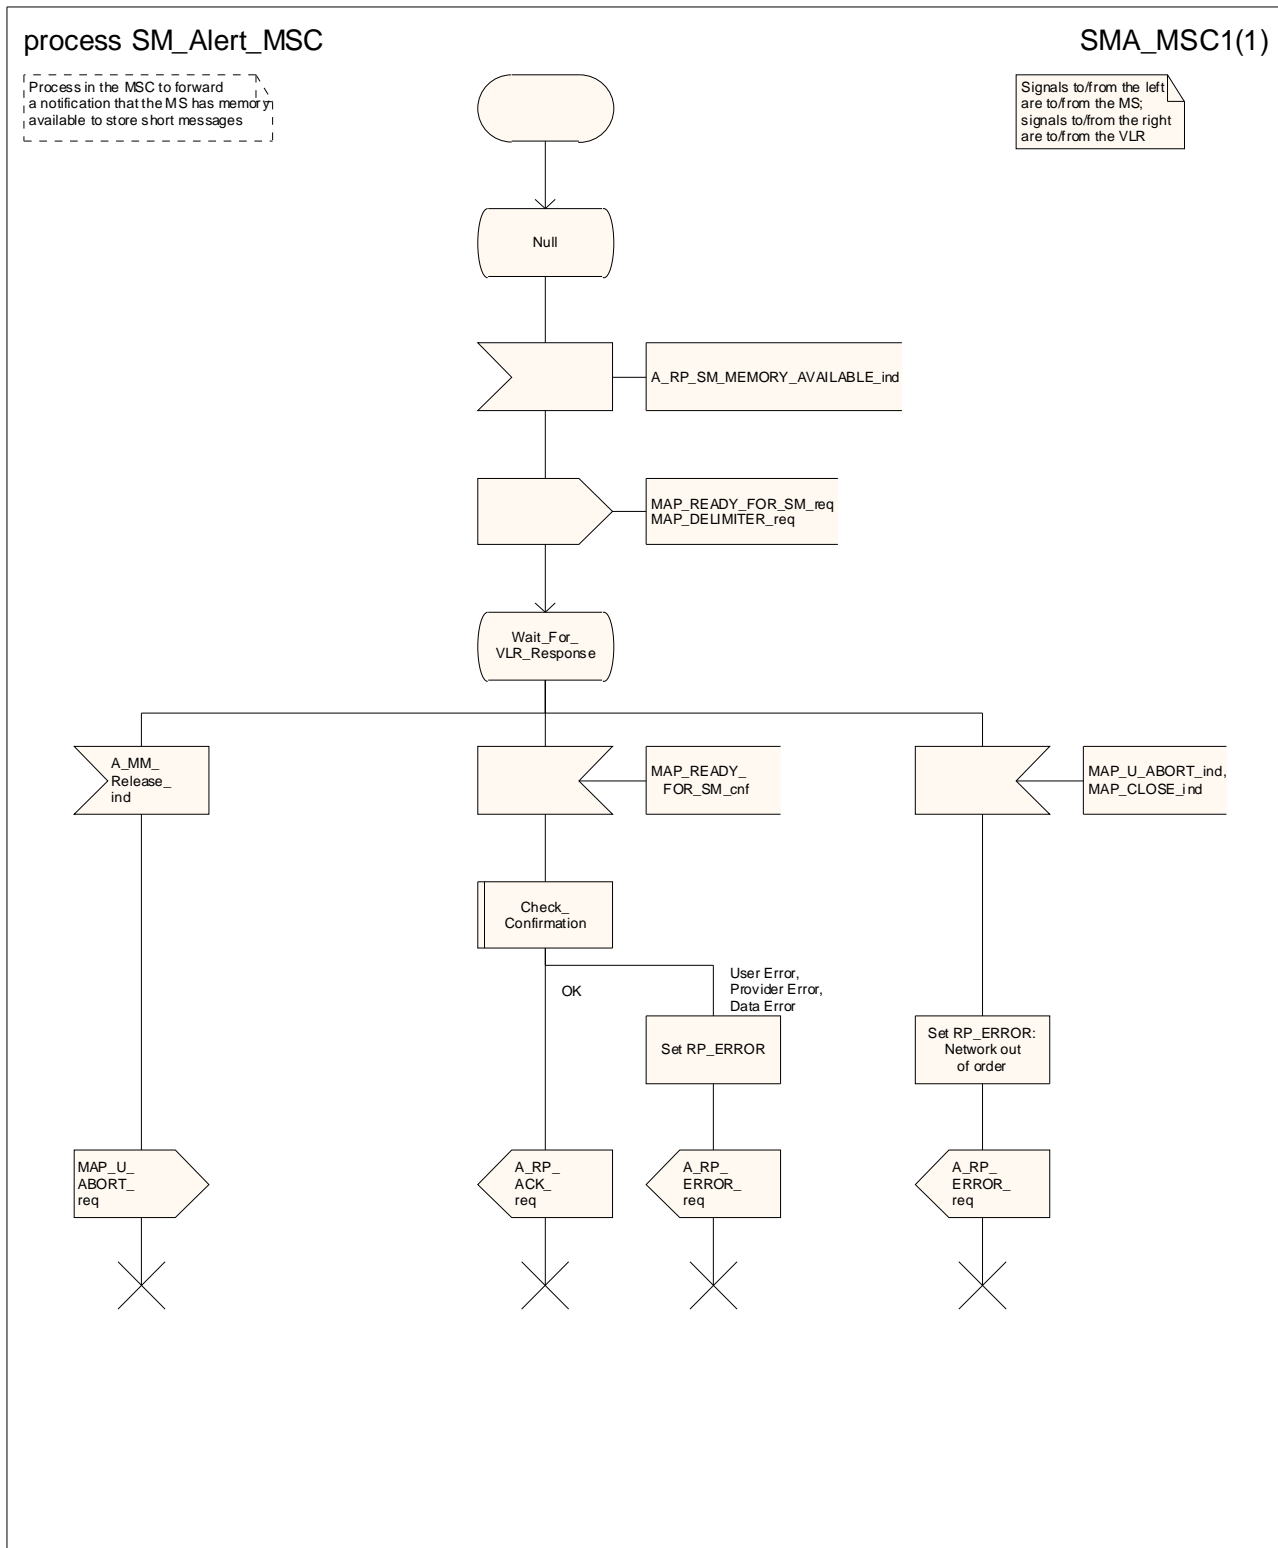 process SM_Alert_MSC
SMA_MSC1(1)
Process in the MSC to forward
a notification that the MS has memory
available to store short messages
Signals to/from the left
are to/from the MS;
signals to/from the right
are to/from the VLR
Null
A_RP_SM_MEMORY_AVAILABLE_ind
MAP_READY_FOR_SM_req
MAP_DELIMITER_req
Wait_For_
VLR_Response
A_MM_
Release_
ind
MAP_READY_
FOR_SM_cnf
MAP_U_ABORT_ind,
MAP_CLOSE_ind
Check_
Confirmation
OK
User Error,
Provider Error,
Data Error
Set RP_ERROR
Set RP_ERROR:
Network out
of order
MAP_U_
ABORT_
req
A_RP_
ACK_
req
A_RP_
ERROR_
req
A_RP_
ERROR_
req